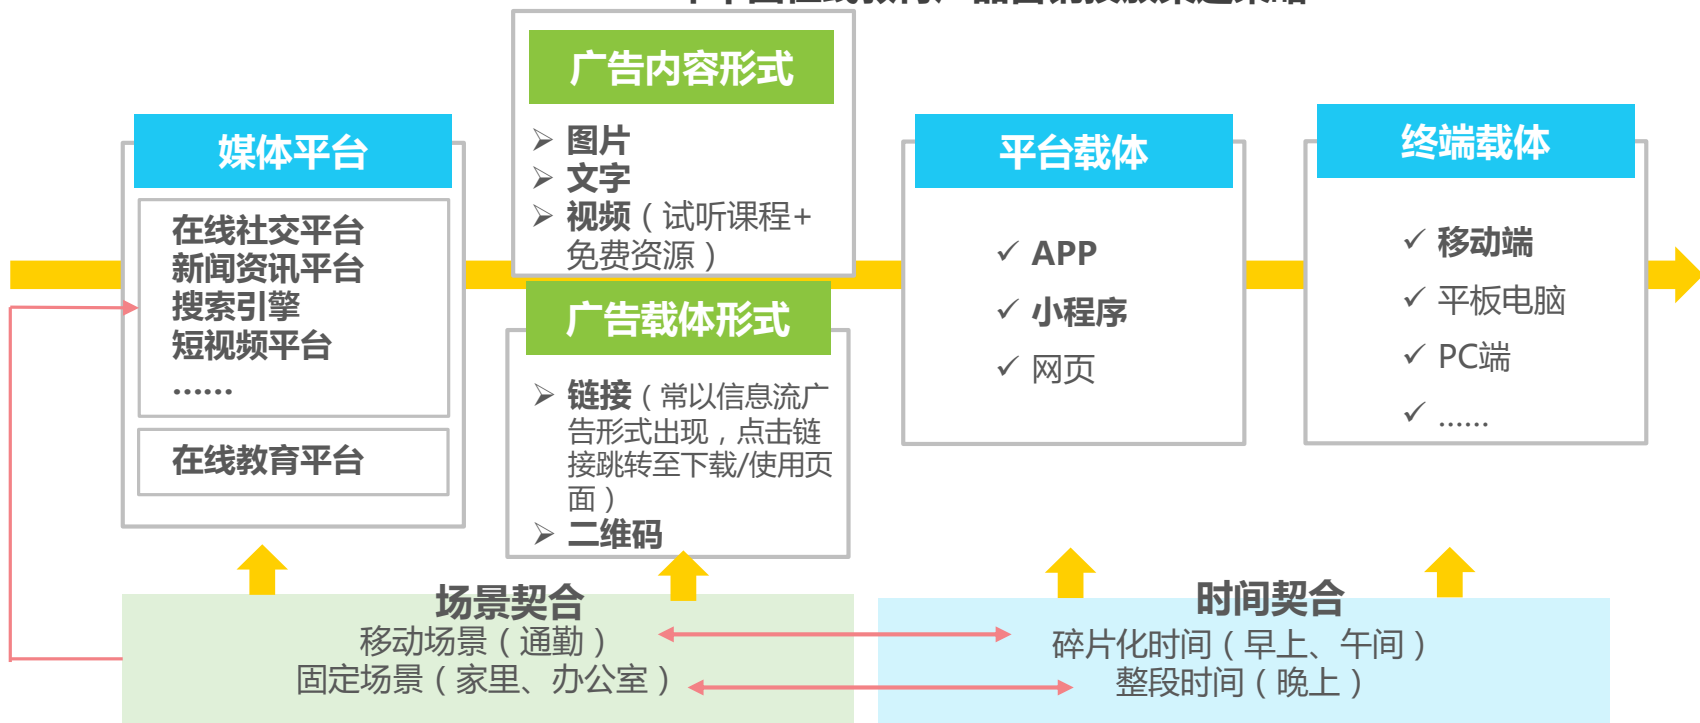 媒体平台
在线社交平台
新闻资讯平台
搜索引擎
短视频平台
……
在线教育平台
广告内容形式
➢ 图片
➢ 文字
➢ 视频（试听课程+
免费资源）
广告载体形式
➢ 链接（常以信息流广
告形式出现，点击链
接跳转至下载/使用页
面）
➢ 二维码
平台载体
✓ APP
✓ 小程序
✓ 网页
终端载体
✓ 移动端
✓ 平板电脑
✓ PC端
✓ ……
场景契合
移动场景（通勤）
固定场景（家里、办公室）
时间契合
碎片化时间（早上、午间）
整段时间（晚上）